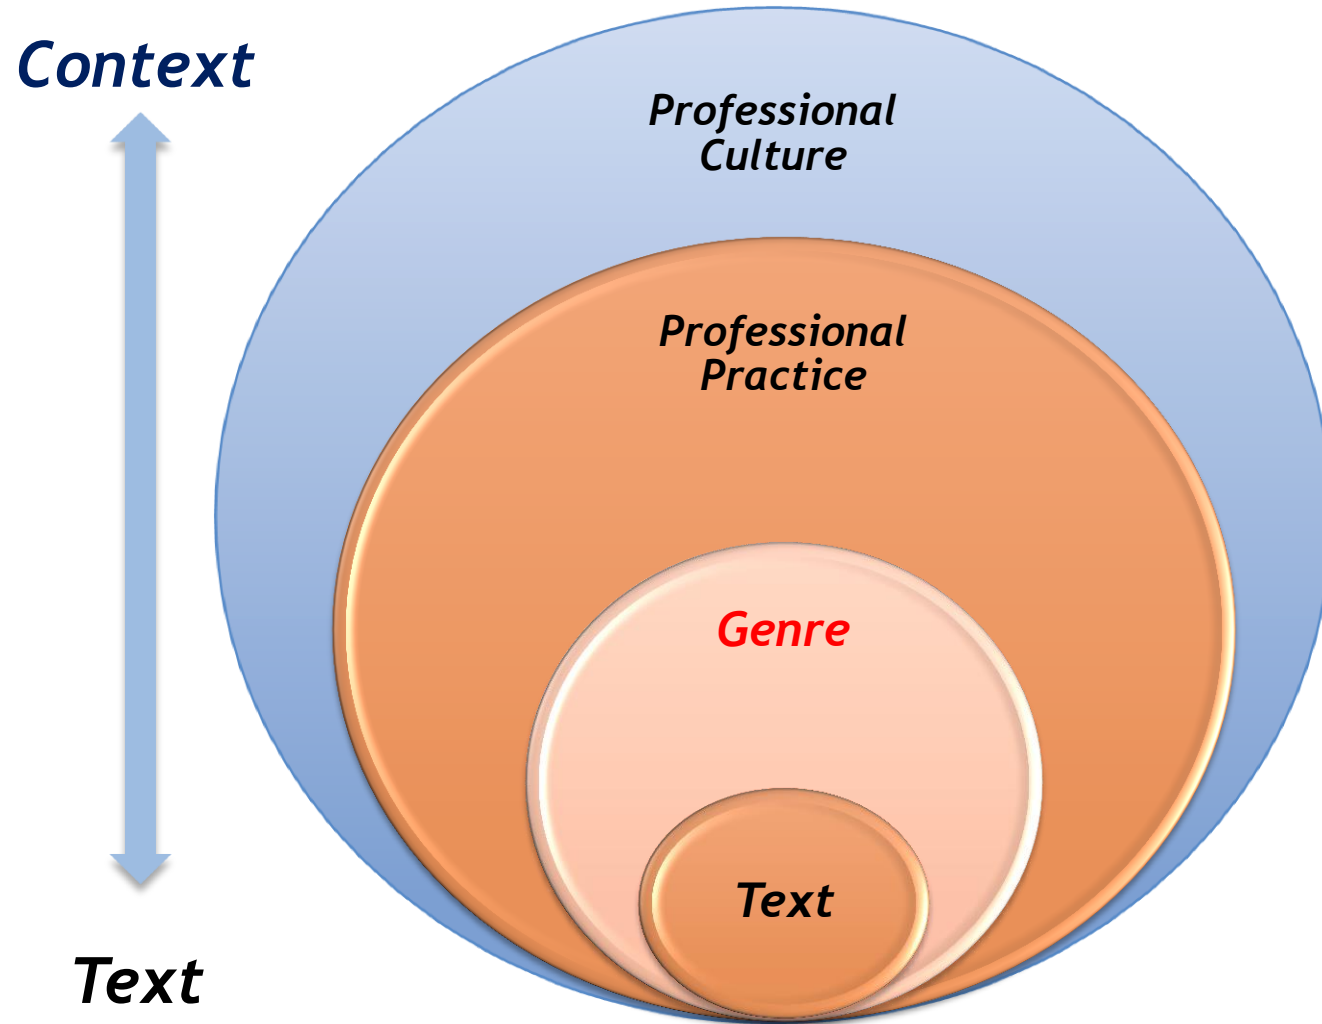 Context
Professional
Culture
Professional
Practice
Genre
Text
Text